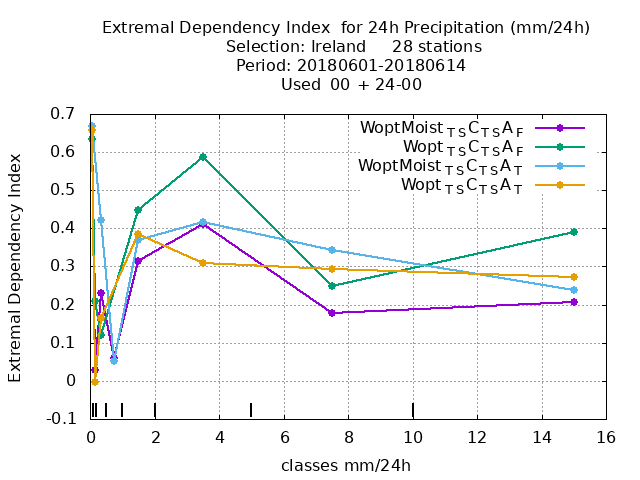 Extremal Dependency Index  for 24h Precipitation (mm/24h)
Selection: Ireland     28 stations
Period: 20180601-20180614
Used  00 + 24-00
WoptMoist TS C TS A F
Wopt TS C TS A F
WoptMoist TS C TS A T
Wopt TS C TS A T
Extremal Dependency Index
0.7
0.6
0.5
0.4
0.3
0.2
0.1
0
-0.1
0 2 4 6 8 10 12 14 16
classes mm/24h